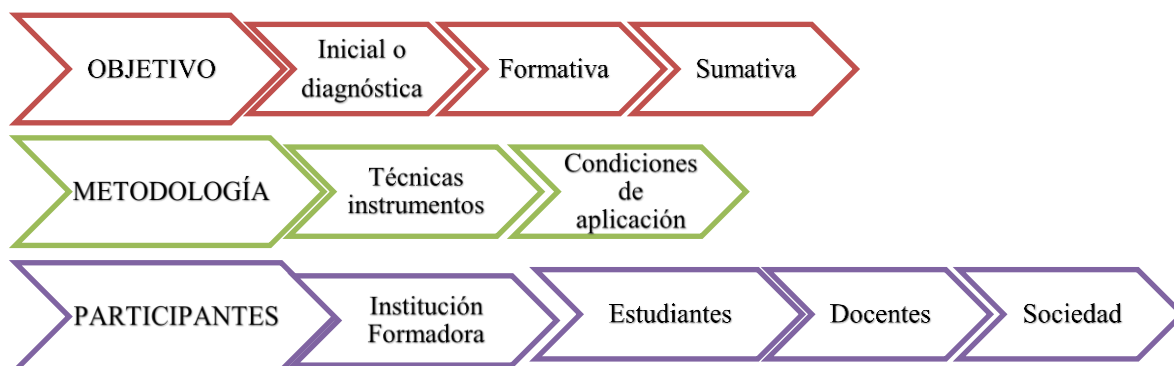 OBJETIVO
Inicial o
diagnóstica
Formativa
Sumativa
METODOLOGÍA
Técnicas
instrumentos
Condiciones
de
aplicación
PARTICIPANTES
Institución
Formadora
Estudiantes
Docentes
Sociedad